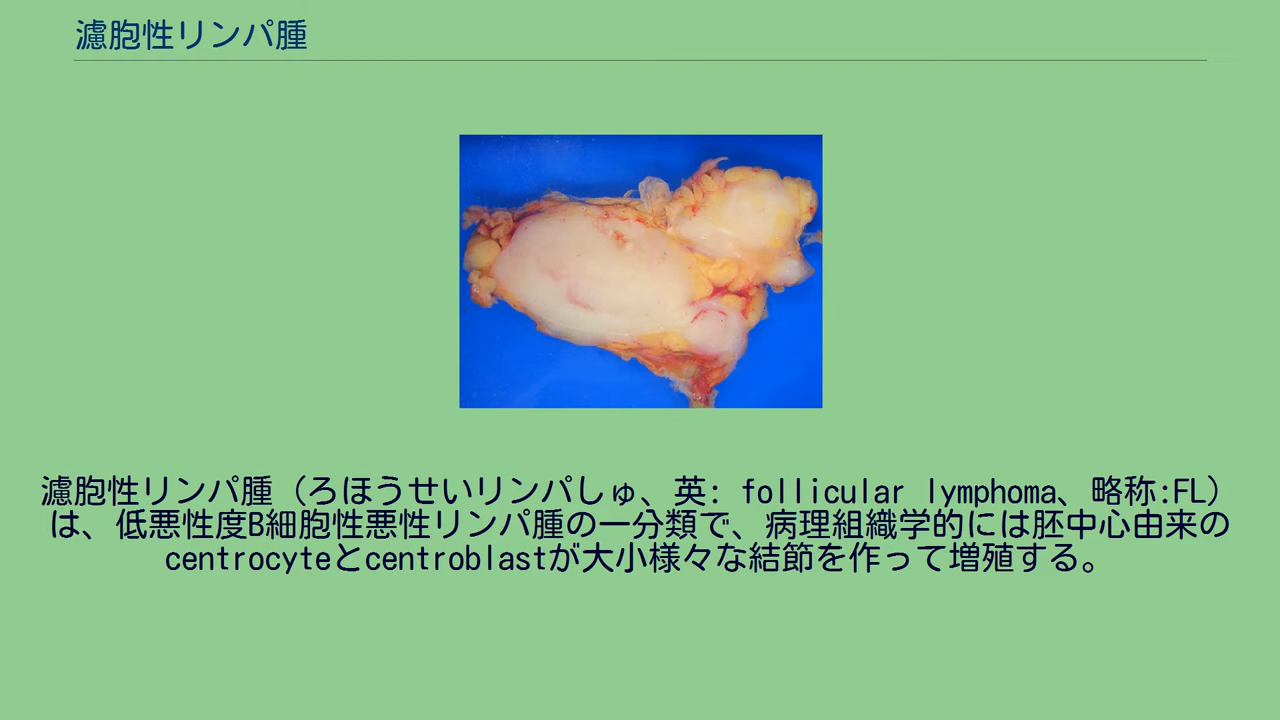 濾胞性リンパ腫
濾胞性リンパ腫（ろほうせいリンパしゅ、英: follicular lymphoma、略称:FL）
は、低悪性度B細胞性悪性リンパ腫の一分類で、病理組織学的には胚中心由来の
centrocyteとcentroblastが大小様々な結節を作って増殖する。